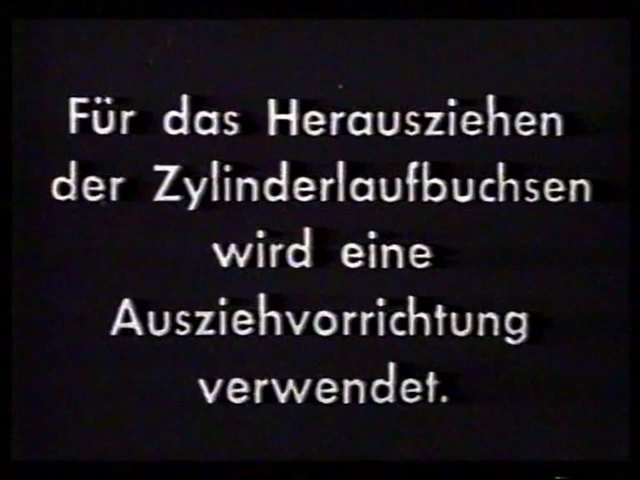 Für das Herausziehen
der Zylinderlaufbuchsen
wird eine
Ausziehvorrichtung
verwendet.